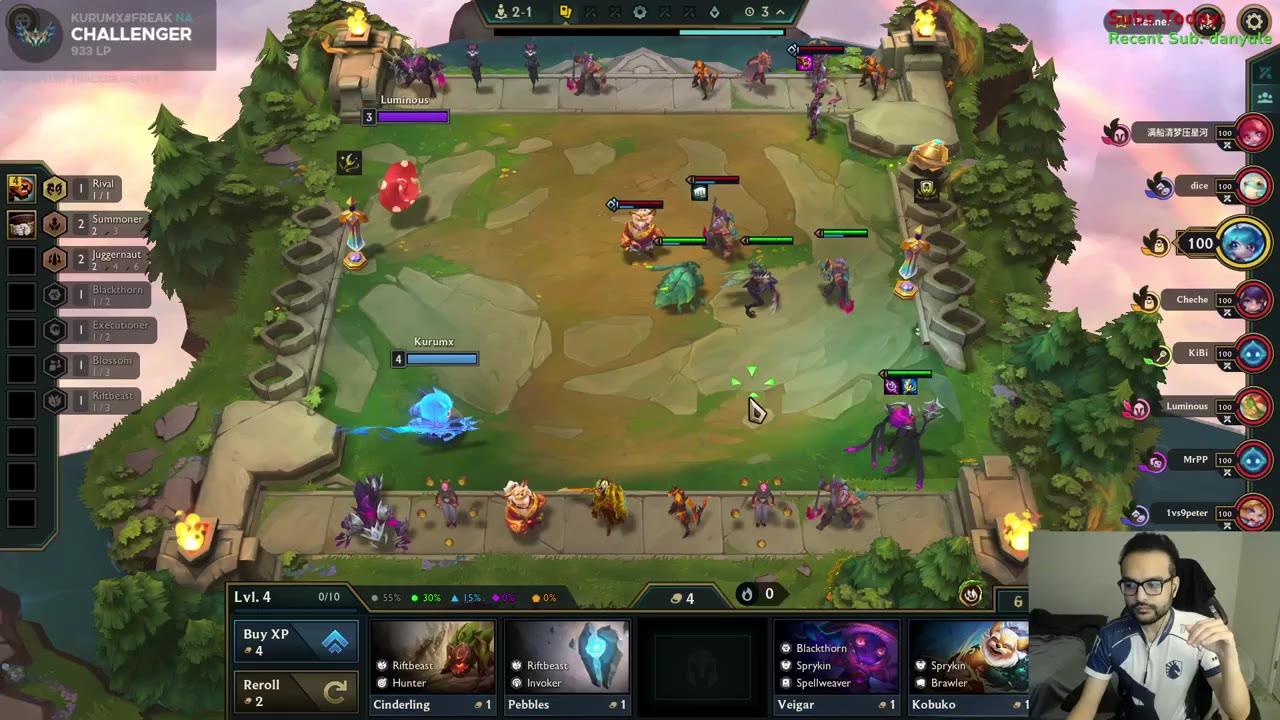 KURUMX#FREAK NA
CHALLENGER
933 LP
2-1
3
Subs Today:
Recent Sub: danyule
Luminous
3
Rival
1
1 / 1
Summoner
2
2 › 3
Juggernaut
2
2 › 4 › 6
Blackthorn
1
1 / 2
Executioner
1
1 / 2
Blossom
1
1 / 3
Riftbeast
1
1 / 3
Kurumx
4
满船清梦压星河 100
dice 100
100
Cheche 100
KiBi 100
Luminous 100
MrPP 100
1vs9peter 100
Lvl. 4 0/10
55% 30% 15% 0% 0%
4
0
6
Buy XP
4
Reroll
2
Riftbeast
Hunter
Cinderling 1
Riftbeast
Invoker
Pebbles 1
Blackthorn
Sprykin
Spellweaver
Veigar 1
Sprykin
Brawler
Kobuko 1